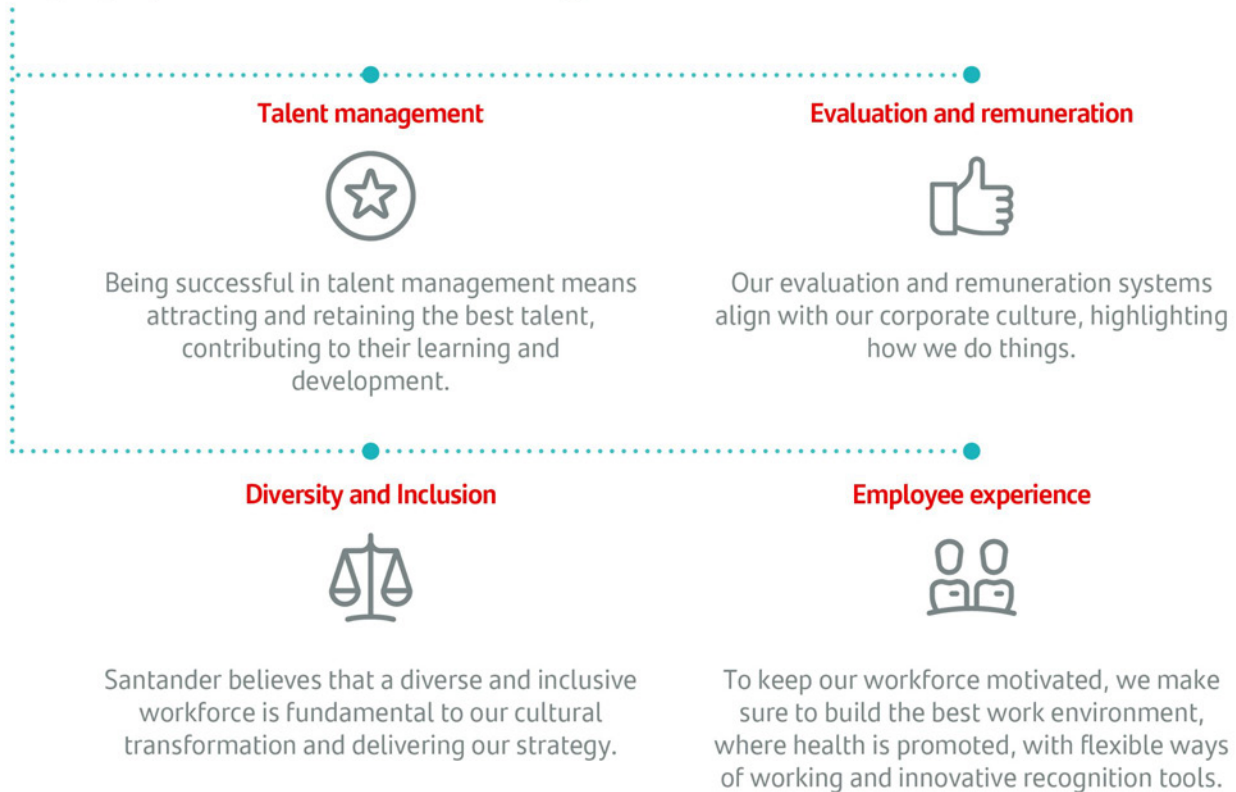 Talent management
Being successful in talent management means
attracting and retaining the best talent,
contributing to their learning and
development.
Evaluation and remuneration
Our evaluation and remuneration systems
align with our corporate culture, highlighting
how we do things.
Diversity and Inclusion
Santander believes that a diverse and inclusive
workforce is fundamental to our cultural
transformation and delivering our strategy.
Employee experience
To keep our workforce motivated, we make
sure to build the best work environment,
where health is promoted, with flexible ways
of working and innovative recognition tools.